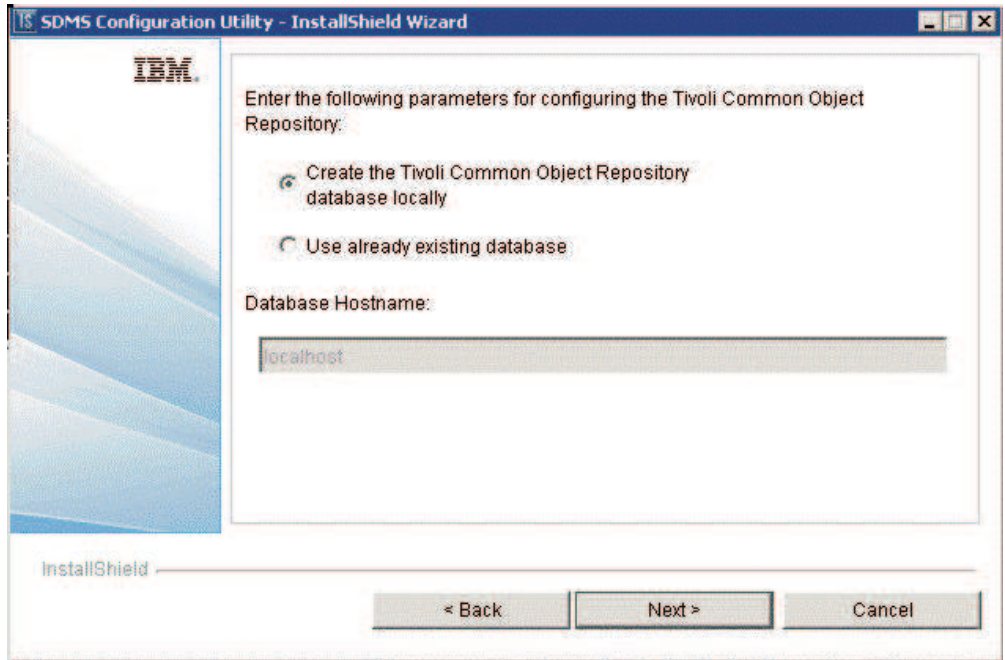 SDMS Configuration Utility - InstallShield Wizard
IBM.
Enter the following parameters for configuring the Tivoli Common Object
Repository:
Create the Tivoli Common Object Repository
database locally
Use already existing database
Database Hostname:
localhost
InstallShield
< Back
Next >
Cancel